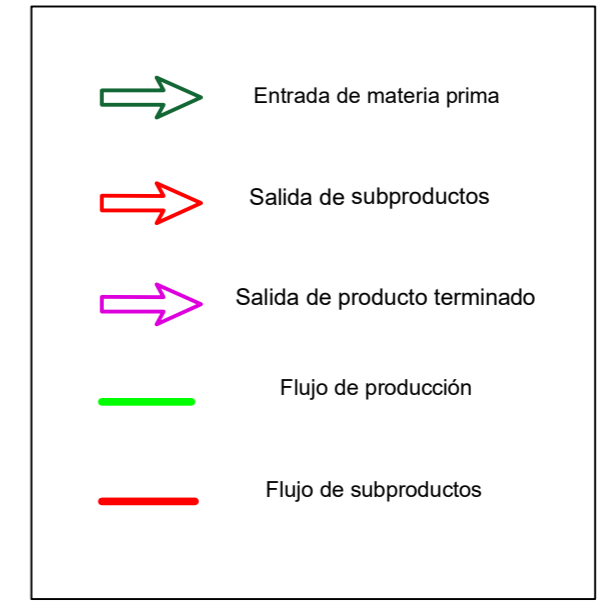 Entrada de materia prima
Salida de subproductos
Salida de producto terminado
Flujo de producción
Flujo de subproductos